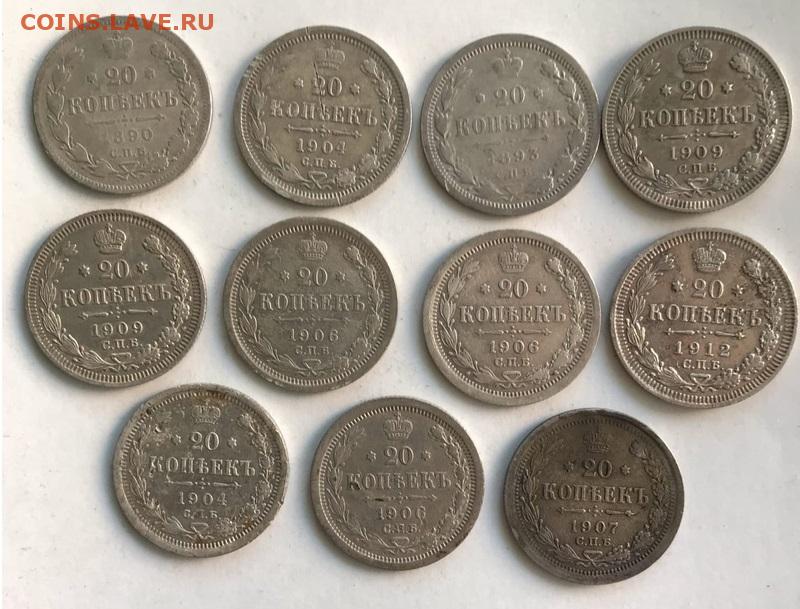 COINS.LAVE.RU
20
КОПѢЕКЪ
1890
С.П.Б.
20
КОПѢЕКЪ
1904
С.П.Б.
20
КОПѢЕКЪ
1893
С.П.Б.
20
КОПѢЕКЪ
1909
С.П.Б.
20
КОПѢЕКЪ
1909
С.П.Б.
20
КОПѢЕКЪ
1906
С.П.Б.
20
КОПѢЕКЪ
1906
С.П.Б.
20
КОПѢЕКЪ
1912
С.П.Б.
20
КОПѢЕКЪ
1904
С.П.Б.
20
КОПѢЕКЪ
1906
С.П.Б.
20
КОПѢЕКЪ
1907
С.П.Б.